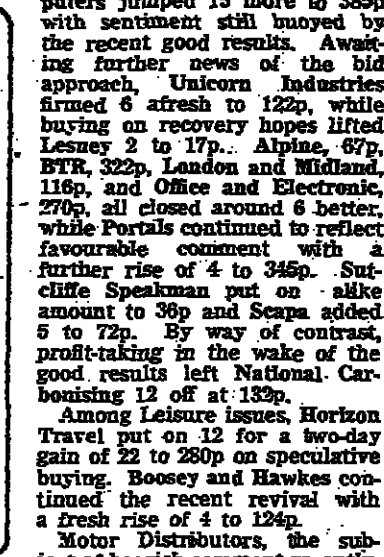 puters jumped 15 more to 385p
with sentiment still buoyed by
the recent good results. Await-
ing further news of the bid
approach, Unicorn Industries
firmed 6 afresh to 122p, while
buying on recovery hopes lifted
Lesney 2 to 17p. Alpine, 67p,
BTR, 322p, London and Midland,
116p, and Office and Electronic,
270p, all closed around 6 better,
while Portals continued to reflect
favourable comment with a
further rise of 4 to 345p. Sut-
cliffe Speakman put on alike
amount to 36p and Scapa added
5 to 72p. By way of contrast,
profit-taking in the wake of the
good results left National Car-
bonising 12 off at 132p.
Among Leisure issues, Horizon
Travel put on 12 for a two-day
gain of 22 to 280p on speculative
buying. Boosey and Hawkes con-
tinued the recent revival with
a fresh rise of 4 to 124p.
Motor Distributors, the sub-